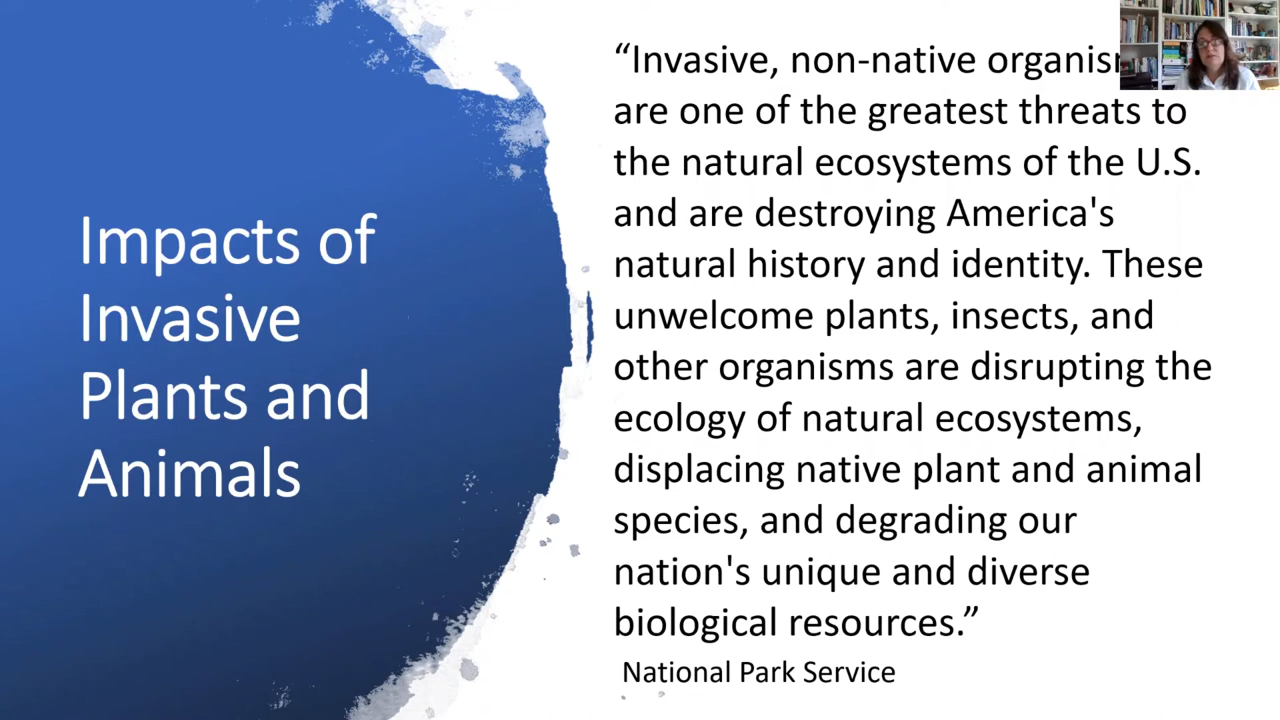 Impacts of
Invasive
Plants and
Animals
“Invasive, non-native
are one of the greatest threats to
the natural ecosystems of the U.S.
and are destroying America's
natural history and identity. These
unwelcome plants, insects, and
other organisms are disrupting the
ecology of natural ecosystems,
displacing native plant and animal
species, and degrading our
nation's unique and diverse
biological resources.”
National Park Service